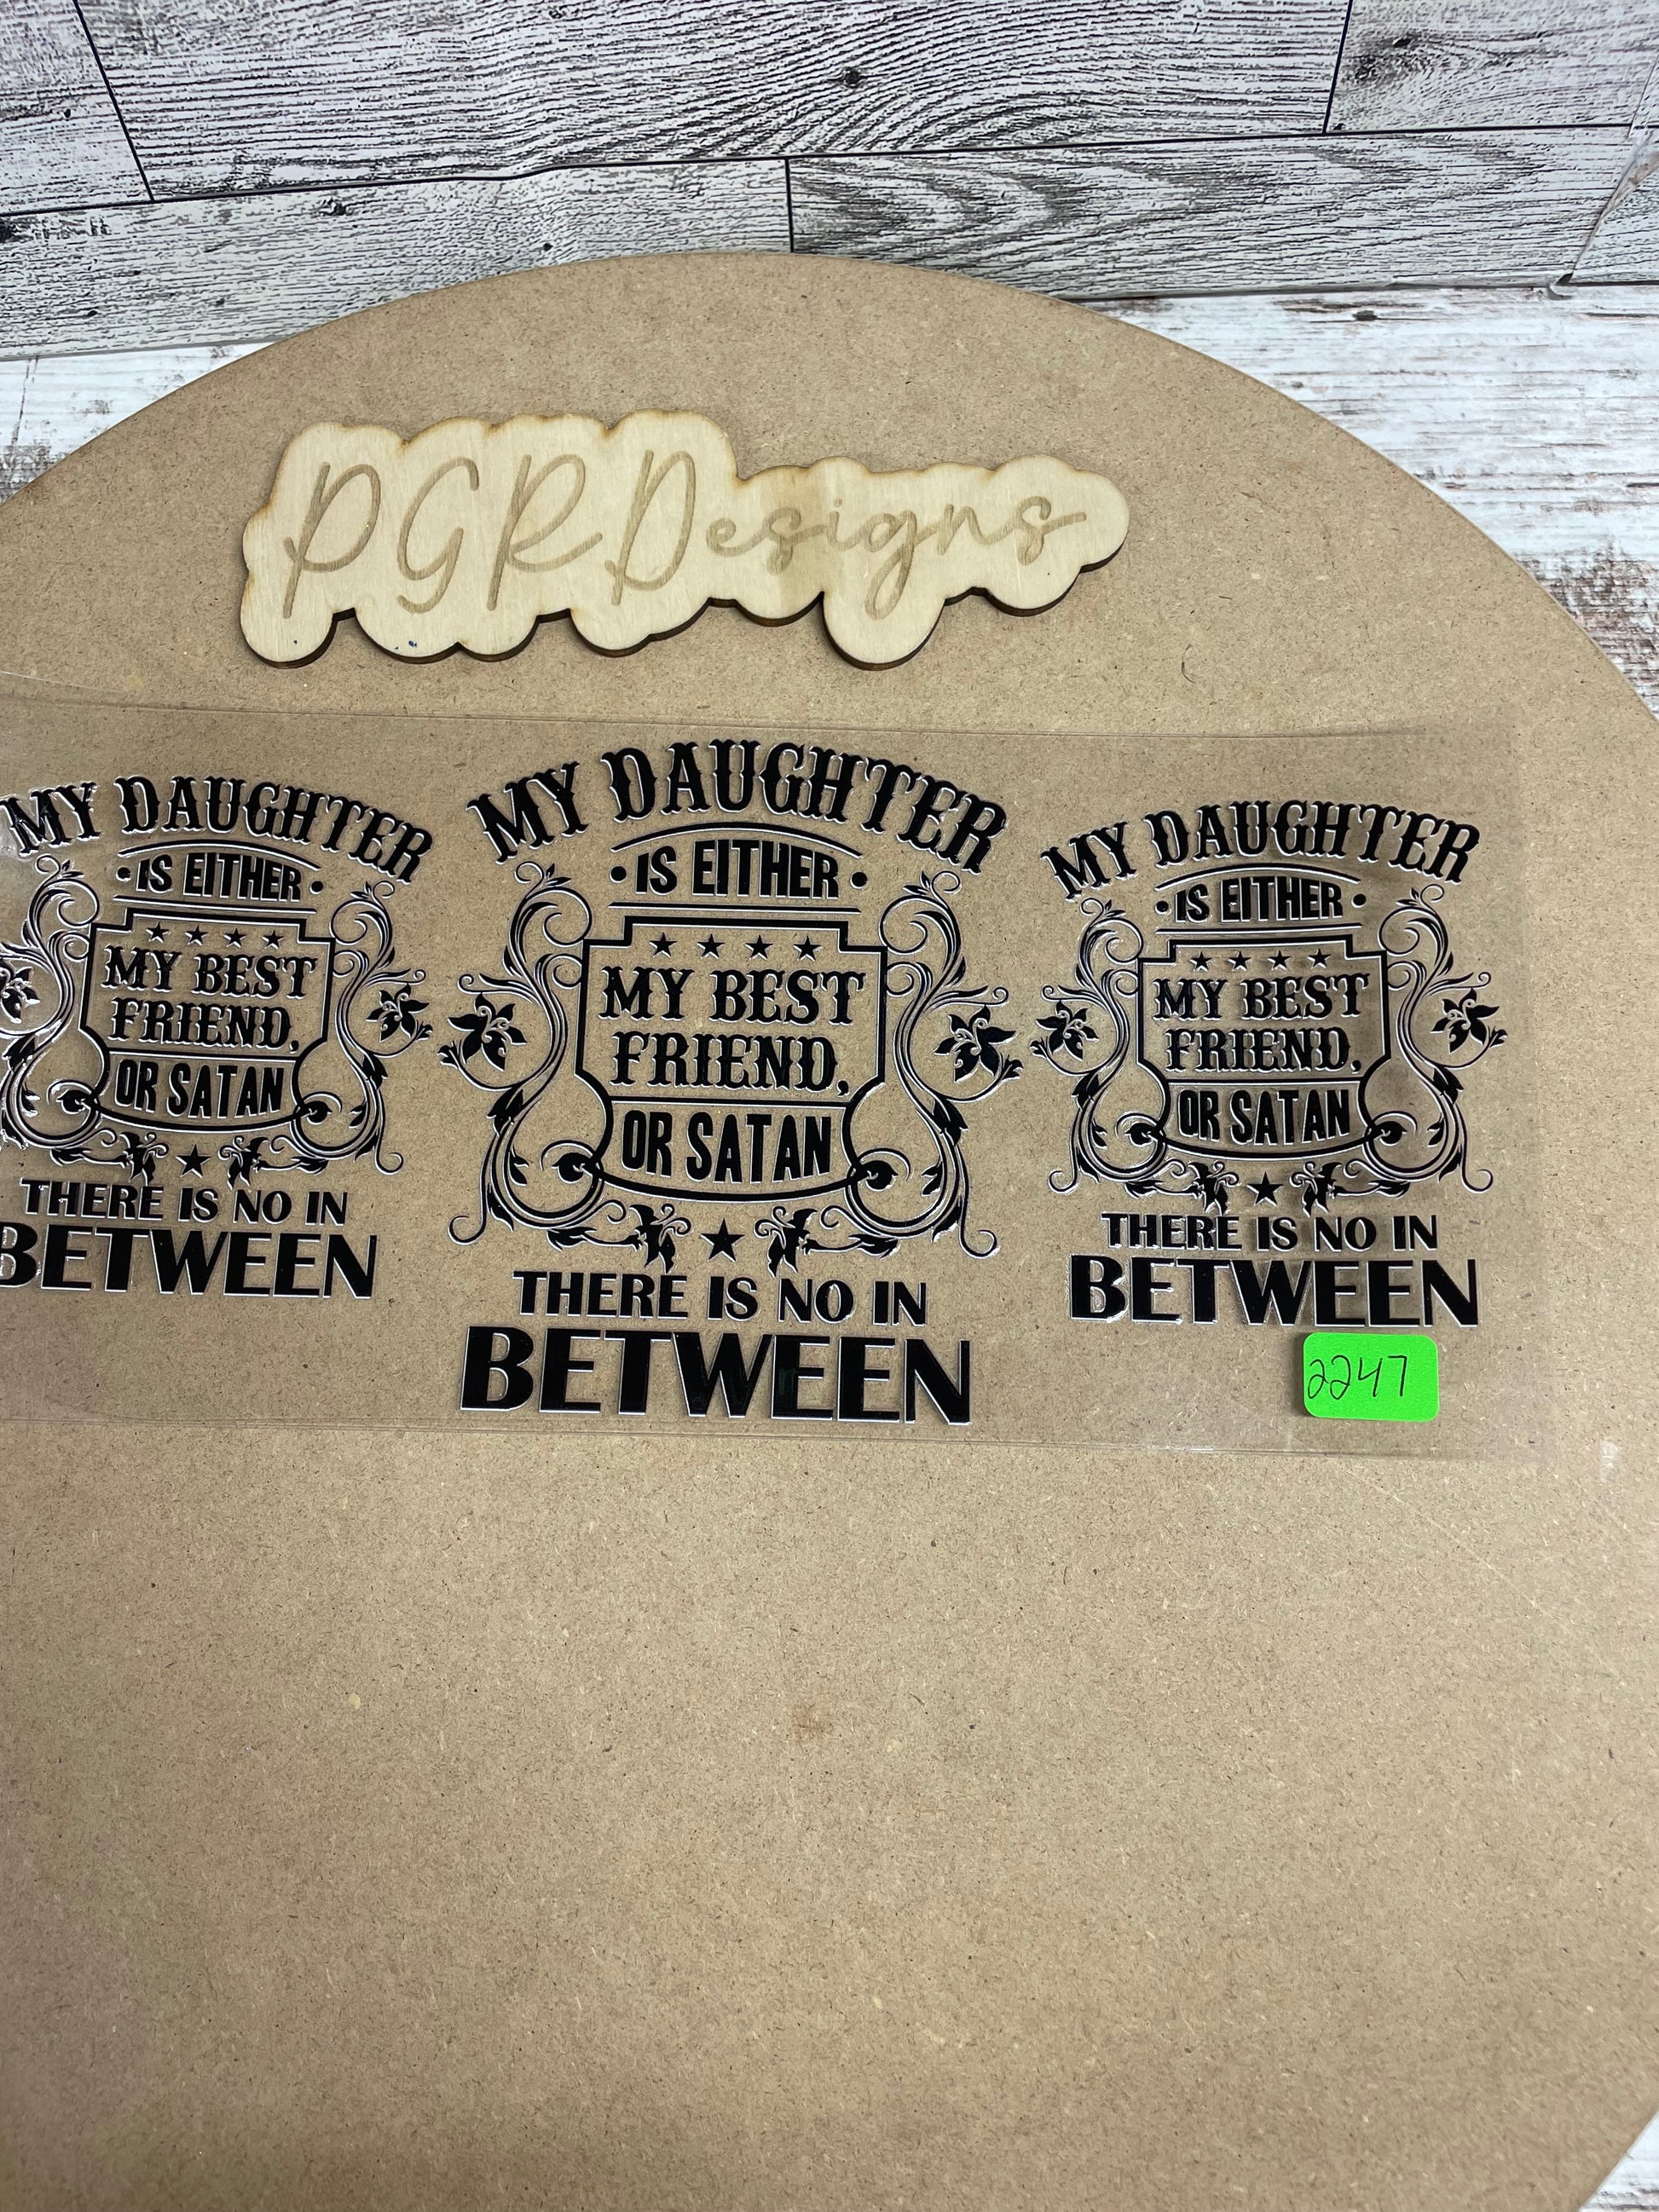 PGRDesigns
MY DAUGHTER
IS EITHER
MY BEST
FRIEND,
OR SATAN
THERE IS NO IN
BETWEEN
MY DAUGHTER
IS EITHER
MY BEST
FRIEND,
OR SATAN
THERE IS NO IN
BETWEEN
MY DAUGHTER
IS EITHER
MY BEST
FRIEND,
OR SATAN
THERE IS NO IN
BETWEEN
2247